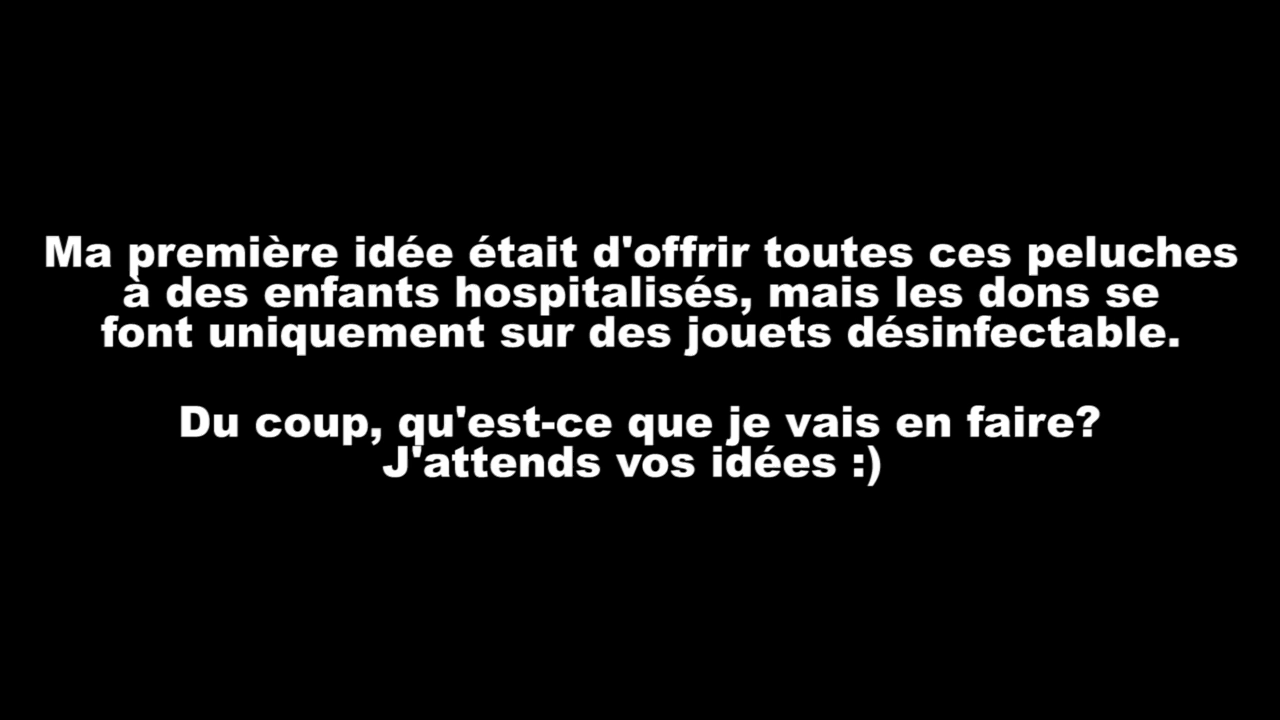 Ma première idée était d'offrir toutes ces peluches
à des enfants hospitalisés, mais les dons se
font uniquement sur des jouets désinfectable.
Du coup, qu'est-ce que je vais en faire?
J'attends vos idées :)